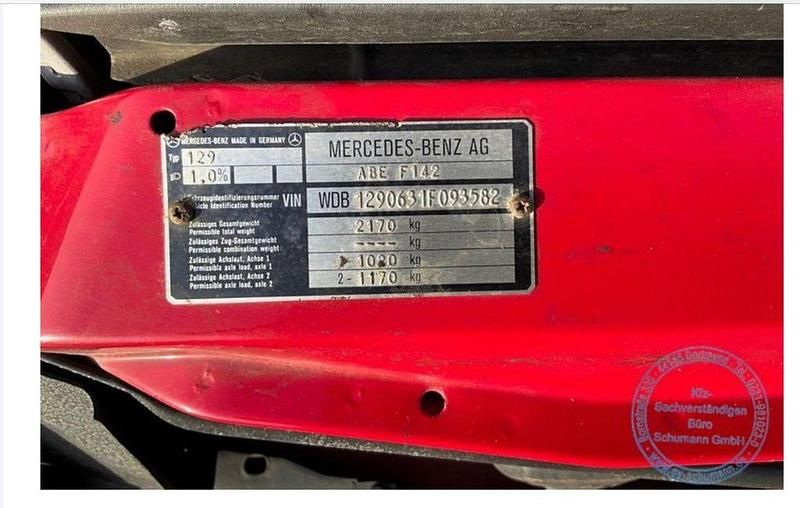 MERCEDES-BENZ MADE IN GERMANY
MERCEDES-BENZ AG
Typ 129
ABE F142
1,0%
Fahrzeugidentifizierungsnummer
Vehicle Identification Number
VIN
WDB 1290631F093582
Zulässiges Gesamtgewicht
Permissible total weight
2170 kg
Zulässiges Zug-Gesamtgewicht
Permissible combination weight
---- kg
Zulässige Achslast, Achse 1
Permissible axle load, axle 1
1020 kg
Zulässige Achslast, Achse 2
Permissible axle load, axle 2
2-1170 kg
Kfz-
Sachverständigen
Büro
Schumann GmbH